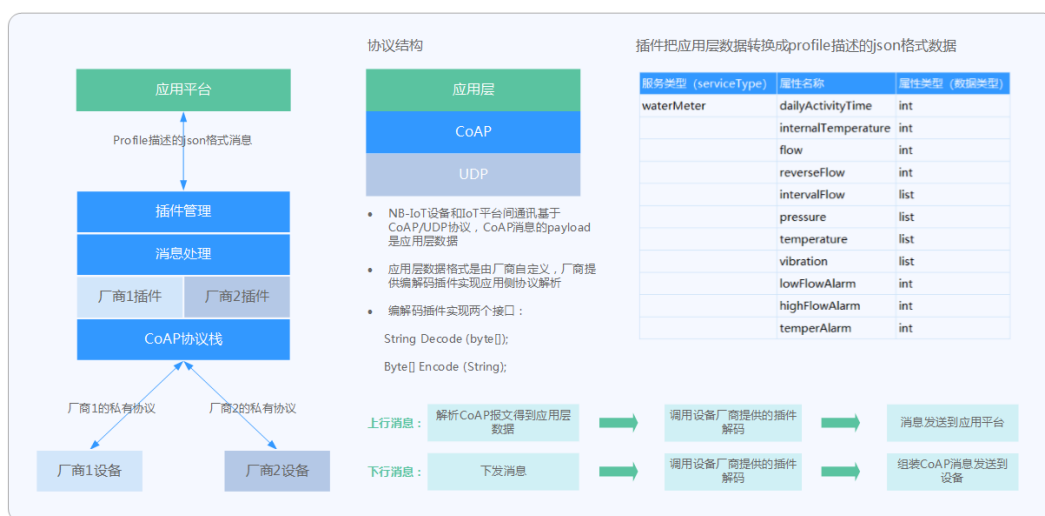 协议结构
插件把应用层数据转换成profile描述的json格式数据
应用平台
Profile描述的json格式消息
插件管理
消息处理
厂商1插件 厂商2插件
CoAP协议栈
厂商1的私有协议 厂商2的私有协议
厂商1设备 厂商2设备
应用层
CoAP
UDP
• NB-IoT设备和IoT平台间通讯基于
CoAP/UDP协议，CoAP消息的payload
是应用层数据
• 应用层数据格式是由厂商自定义，厂商提
供编解码插件实现应用侧协议解析
• 编解码插件实现两个接口：
String Decode (byte[]);
Byte[] Encode (String);
服务类型（serviceType） 属性名称 属性类型（数据类型）
waterMeter dailyActivityTime int
internalTemperature int
flow int
reverseFlow int
intervalFlow list
pressure list
temperature list
vibration list
lowFlowAlarm int
highFlowAlarm int
temperAlarm int
上行消息：
解析CoAP报文得到应用层
数据
调用设备厂商提供的插件
解码
消息发送到应用平台
下行消息：
下发消息
调用设备厂商提供的插件
解码
组装CoAP消息发送到
设备